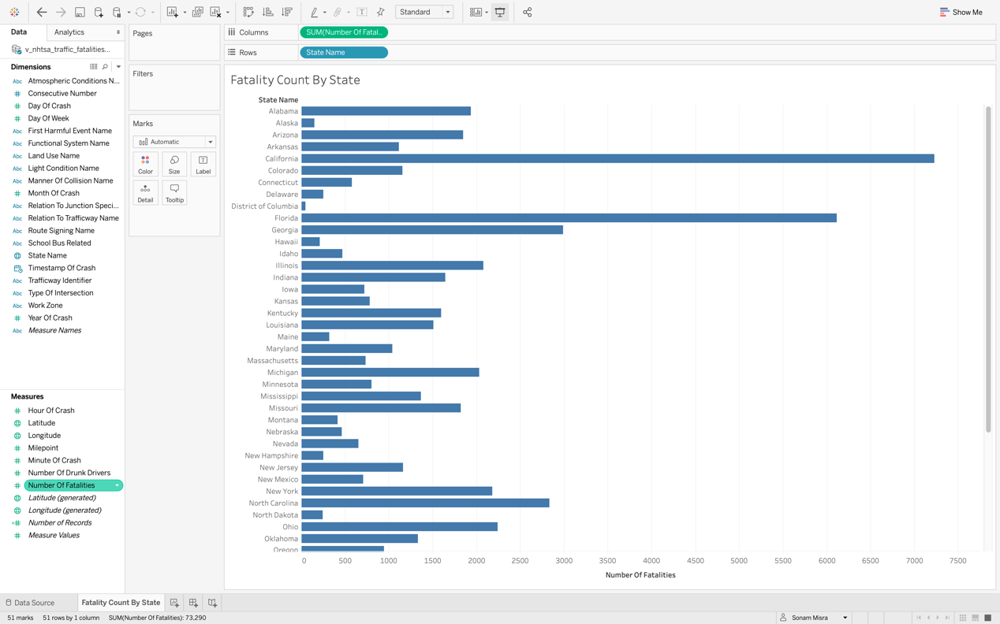 Standard
Show Me
Data
Analytics
v_nhtsa_traffic_fatalities...
Dimensions
Abc Atmospheric Conditions N...
Consecutive Number
Day Of Crash
Day Of Week
Abc First Harmful Event Name
Abc Functional System Name
Abc Land Use Name
Abc Light Condition Name
Abc Manner Of Collision Name
Month Of Crash
Abc Relation To Junction Speci...
Abc Relation To Trafficway Name
Abc Route Signing Name
Abc School Bus Related
State Name
Timestamp Of Crash
Abc Trafficway Identifier
Abc Type Of Intersection
Abc Work Zone
Year Of Crash
Abc Measure Names
Measures
Hour Of Crash
Latitude
Longitude
Milepoint
Minute Of Crash
Number Of Drunk Drivers
Number Of Fatalities
Latitude (generated)
Longitude (generated)
Number of Records
Measure Values
Pages
Filters
Marks
Automatic
Color Size Label
Detail Tooltip
Columns SUM(Number Of Fatal..
Rows State Name
Fatality Count By State
State Name
Alabama
Alaska
Arizona
Arkansas
California
Colorado
Connecticut
Delaware
District of Columbia
Florida
Georgia
Hawaii
Idaho
Illinois
Indiana
Iowa
Kansas
Kentucky
Louisiana
Maine
Maryland
Massachusetts
Michigan
Minnesota
Mississippi
Missouri
Montana
Nebraska
Nevada
New Hampshire
New Jersey
New Mexico
New York
North Carolina
North Dakota
Ohio
Oklahoma
Oregon
0 500 1000 1500 2000 2500 3000 3500 4000 4500 5000 5500 6000 6500 7000 7500
Number Of Fatalities
Data Source
Fatality Count By State
51 marks 51 rows by 1 column SUM(Number Of Fatalities): 73,290
Sonam Misra